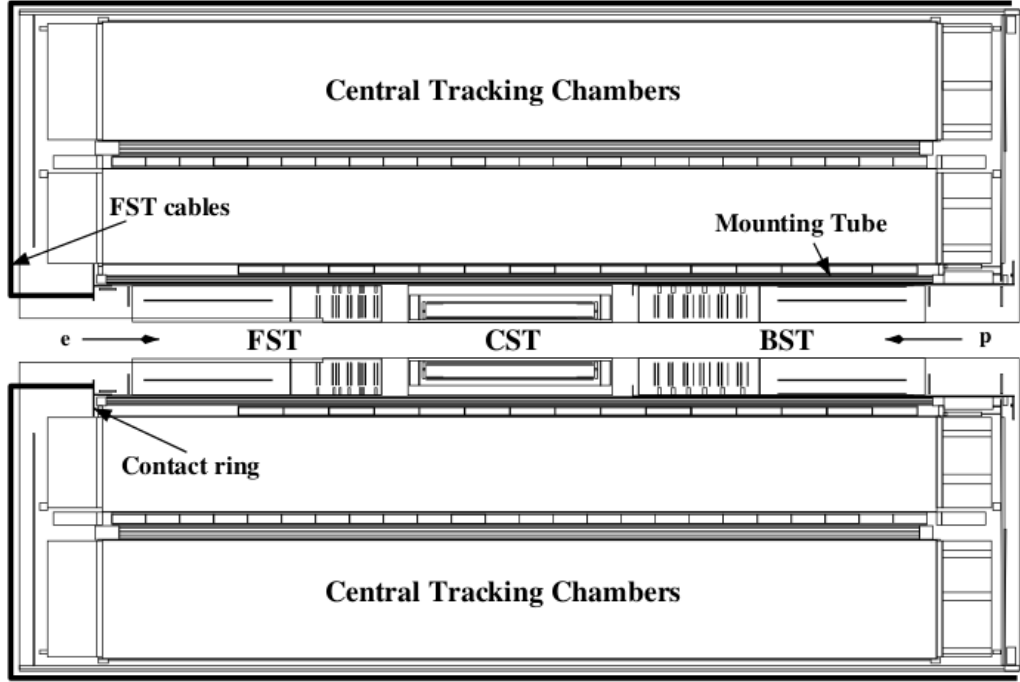 Central Tracking Chambers
FST cables
Mounting Tube
e
FST
CST
BST
p
Contact ring
Central Tracking Chambers